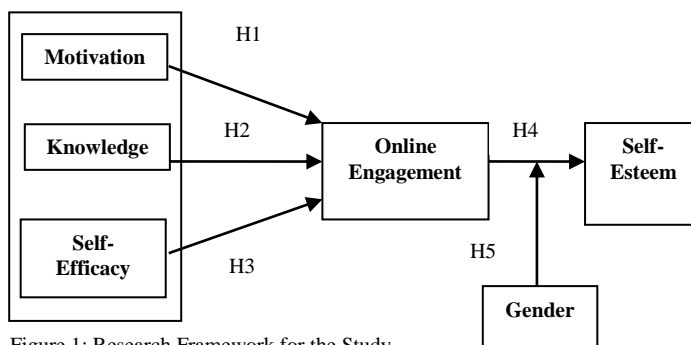 H1
Motivation
H2
Knowledge
Online
Engagement
H4
Self-
Esteem
Self-
Efficacy
H3
H5
Gender
Figure 1: Research Framework for the Study